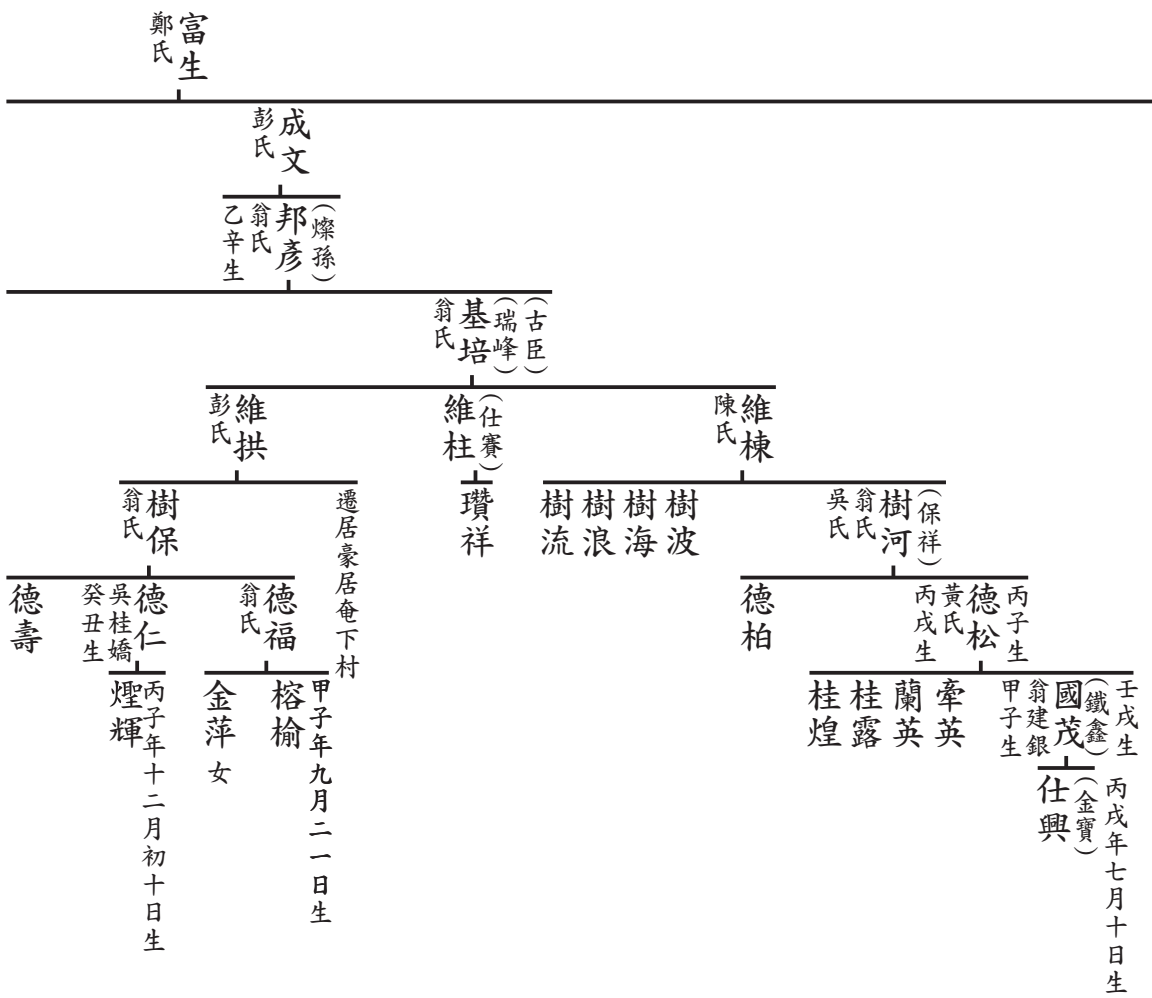 富生
鄭氏
成文
彭氏
(燦孫)
邦彥
翁氏
乙辛生
(古臣)
(瑞峰)
基培
翁氏
維棟
陳氏
(仕賽)
維柱
維拱
彭氏
(保祥)
樹河
翁氏
吳氏
樹波
樹海
樹浪
樹流
瓚祥
遷居豪居奄下村
樹保
翁氏
丙子生
德松
黃氏
丙戌生
德柏
德福
翁氏
德仁
吳桂嬌
癸丑生
德壽
壬戌生
(鐵鑫)
國茂
翁建銀
甲子生
牽英
蘭英
桂露
桂煌
甲子年九月二一日生
榕榆
金萍 女
丙子年十二月初十日生
煋輝
丙戌年七月十日生
(金寶)
仕興